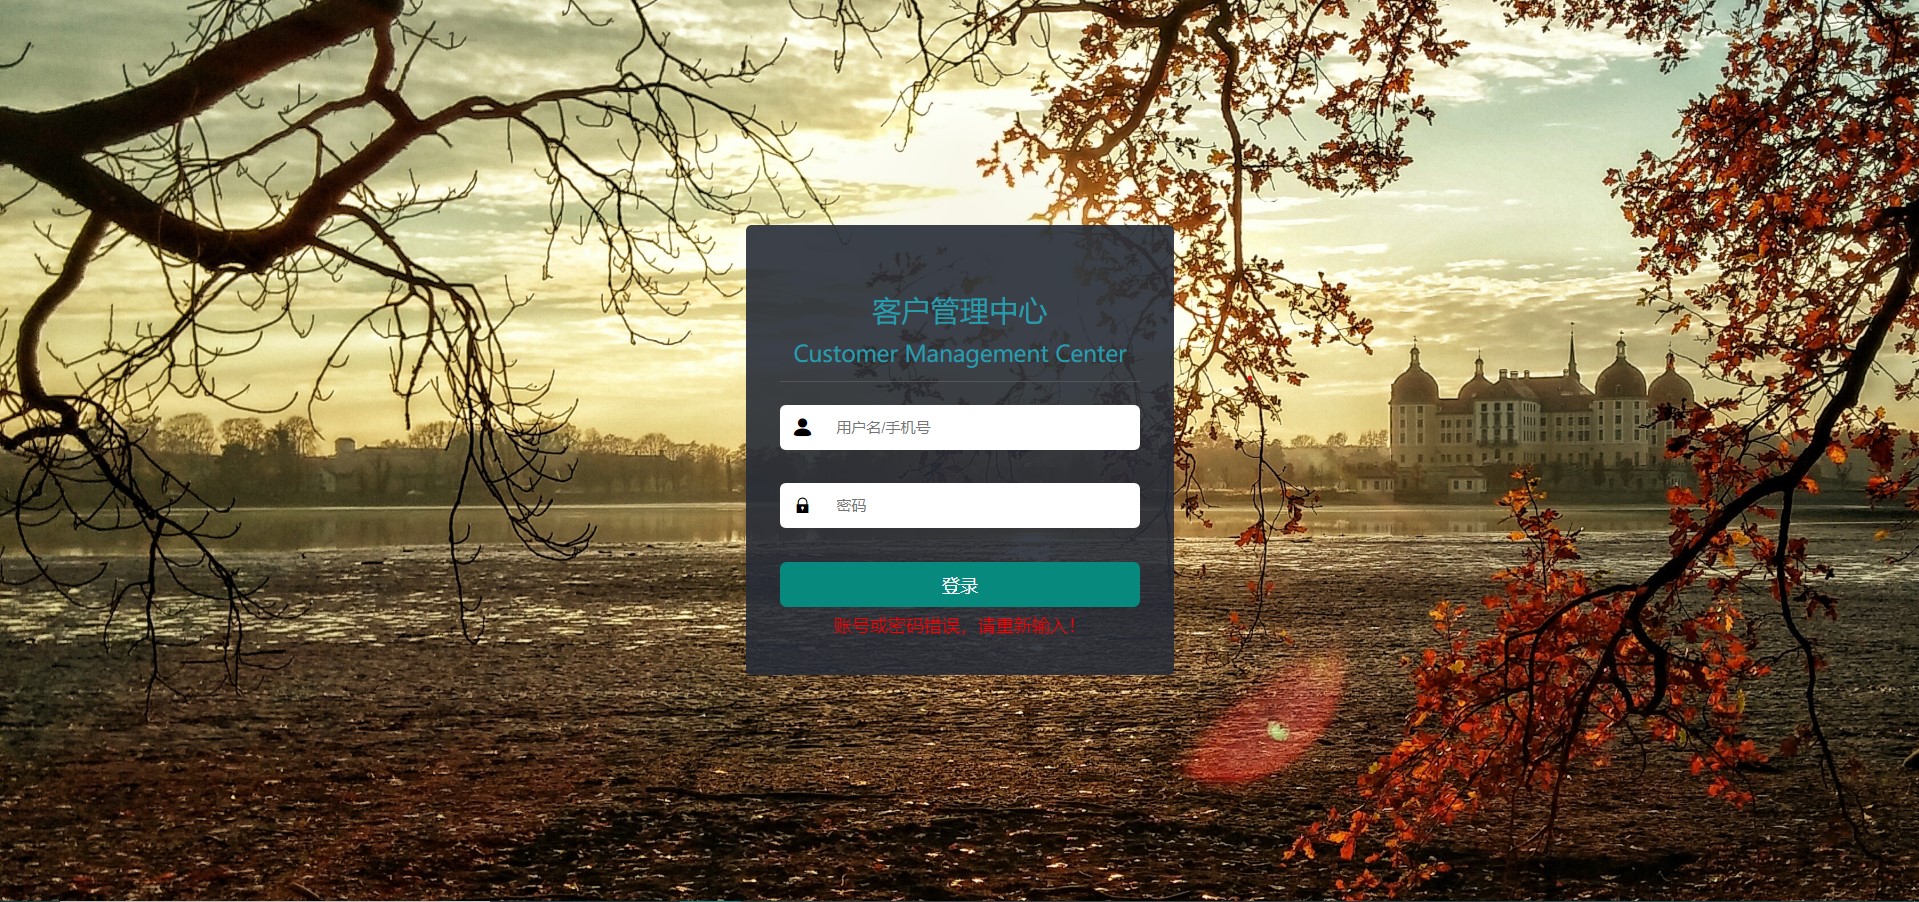 客户管理中心
Customer Management Center
用户名/手机号
密码
登录
账号或密码错误，请重新输入！